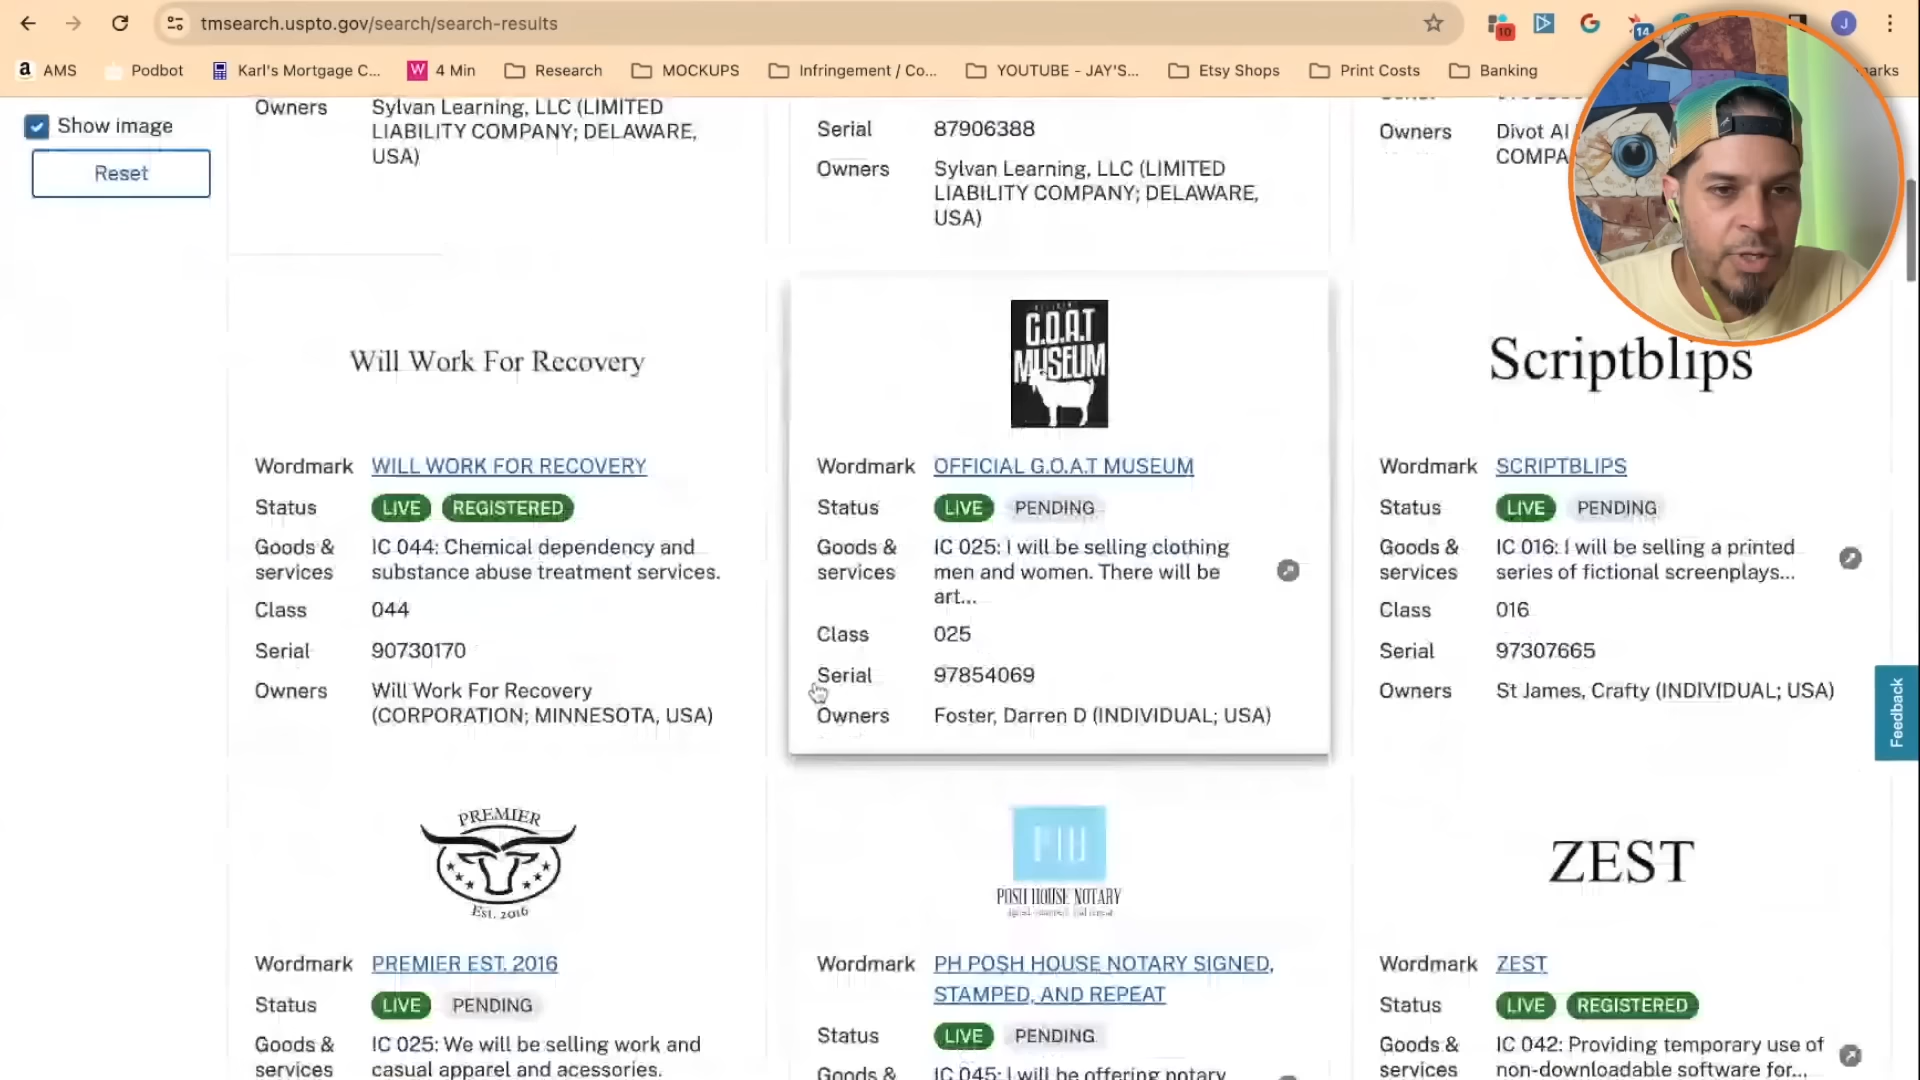 tmsearch.uspto.gov/search/search-results
10
14
J
AMS
Podbot
Karl's Mortgage C...
W 4 Min
Research
MOCKUPS
Infringement / Co...
YOUTUBE - JAY'S...
Etsy Shops
Print Costs
Banking
Show image
Reset
Owners Sylvan Learning, LLC (LIMITED
LIABILITY COMPANY; DELAWARE,
USA)
Serial 87906388
Owners Sylvan Learning, LLC (LIMITED
LIABILITY COMPANY; DELAWARE,
USA)
Owners Divot
Will Work For Recovery
Wordmark WILL WORK FOR RECOVERY
Status LIVE REGISTERED
Goods & IC 044: Chemical dependency and
services substance abuse treatment services.
Class 044
Serial 90730170
Owners Will Work For Recovery
(CORPORATION; MINNESOTA, USA)
G.O.A.T
MUSEUM
Wordmark OFFICIAL G.O.A.T MUSEUM
Status LIVE PENDING
Goods & IC 025: I will be selling clothing
services men and women. There will be
art...
Class 025
Serial 97854069
Owners Foster, Darren D (INDIVIDUAL; USA)
Scriptblips
Wordmark SCRIPTBLIPS
Status LIVE PENDING
Goods & IC 016: I will be selling a printed
services series of fictional screenplays...
Class 016
Serial 97307665
Owners St James, Crafty (INDIVIDUAL; USA)
Feedback
PREMIER
Est. 2016
Wordmark PREMIER EST. 2016
Status LIVE PENDING
Goods & IC 025: We will be selling work and
services casual apparel and acessories.
PH
POSH HOUSE NOTARY
Wordmark PH POSH HOUSE NOTARY SIGNED,
STAMPED, AND REPEAT
Status LIVE PENDING
Goods & IC 045: I will be offering notary
ZEST
Wordmark ZEST
Status LIVE REGISTERED
Goods & IC 042: Providing temporary use of
services non-downloadable software for...